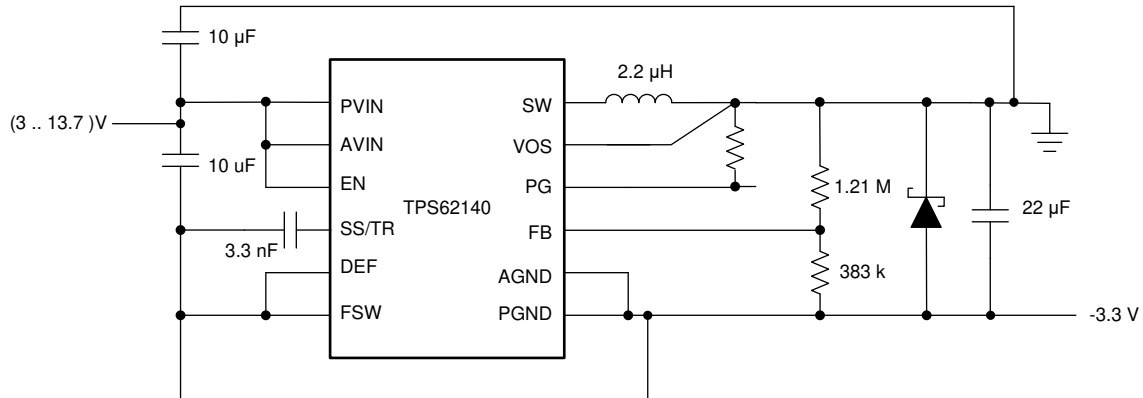 10 µF
2.2 µH
(3 .. 13.7 )V
PVIN
SW
AVIN
VOS
10 uF
EN
PG
TPS62140
1.21 M
22 µF
SS/TR
FB
3.3 nF
DEF
AGND
383 k
FSW
PGND
-3.3 V